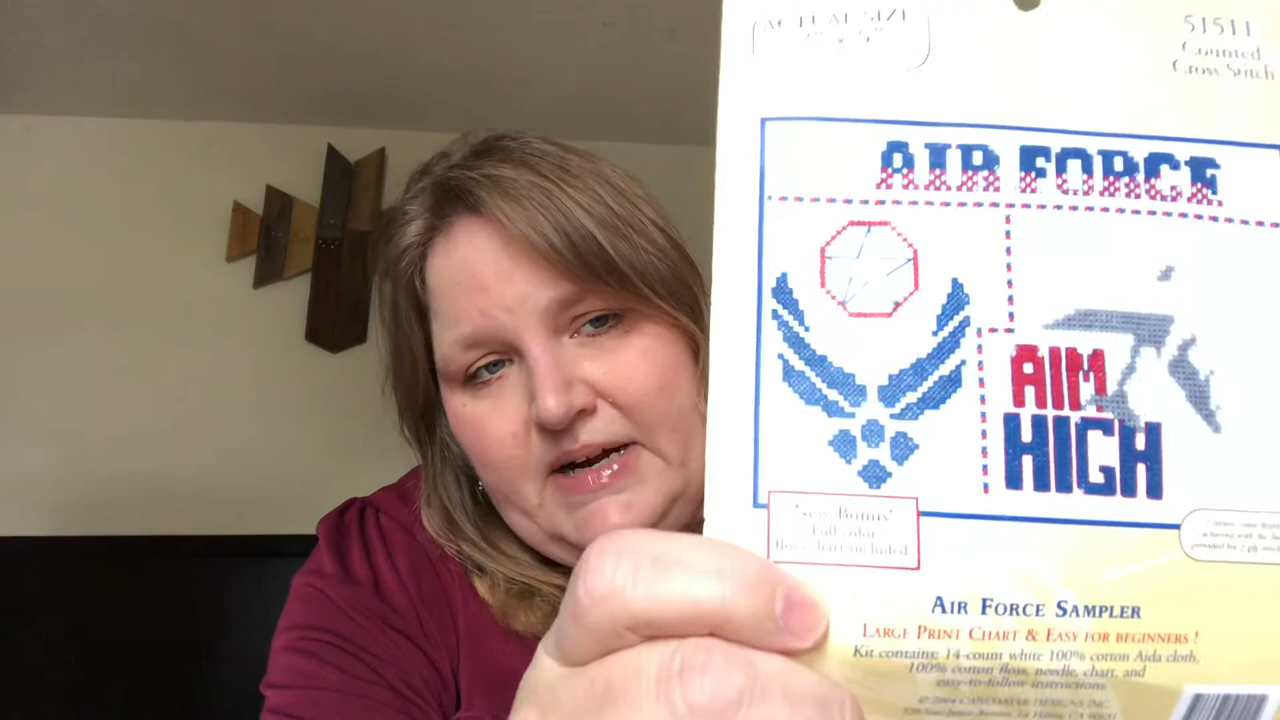 ACTUAL SIZE
51511
Counted
Cross Stitch
AIR FORCE
AIM
HIGH
New Bonus!
Full color
floss chart included
AIR FORCE SAMPLER
LARGE PRINT CHART & EASY FOR BEGINNERS !
Kit contains: 14-count white 100% cotton Aida cloth,
100% cotton floss, needle, chart, and
easy-to-follow instructions.